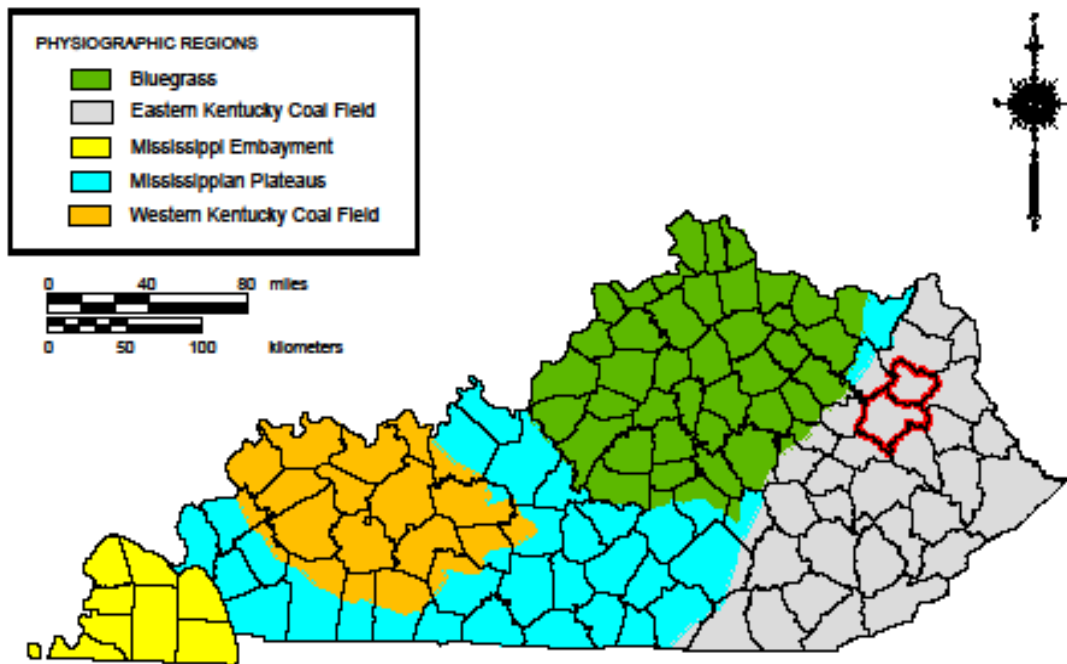 PHYSIOGRAPHIC REGIONS
Bluegrass
Eastern Kentucky Coal Field
Mississippi Embayment
Mississippian Plateaus
Western Kentucky Coal Field
0 40 80 miles
0 50 100 kilometers